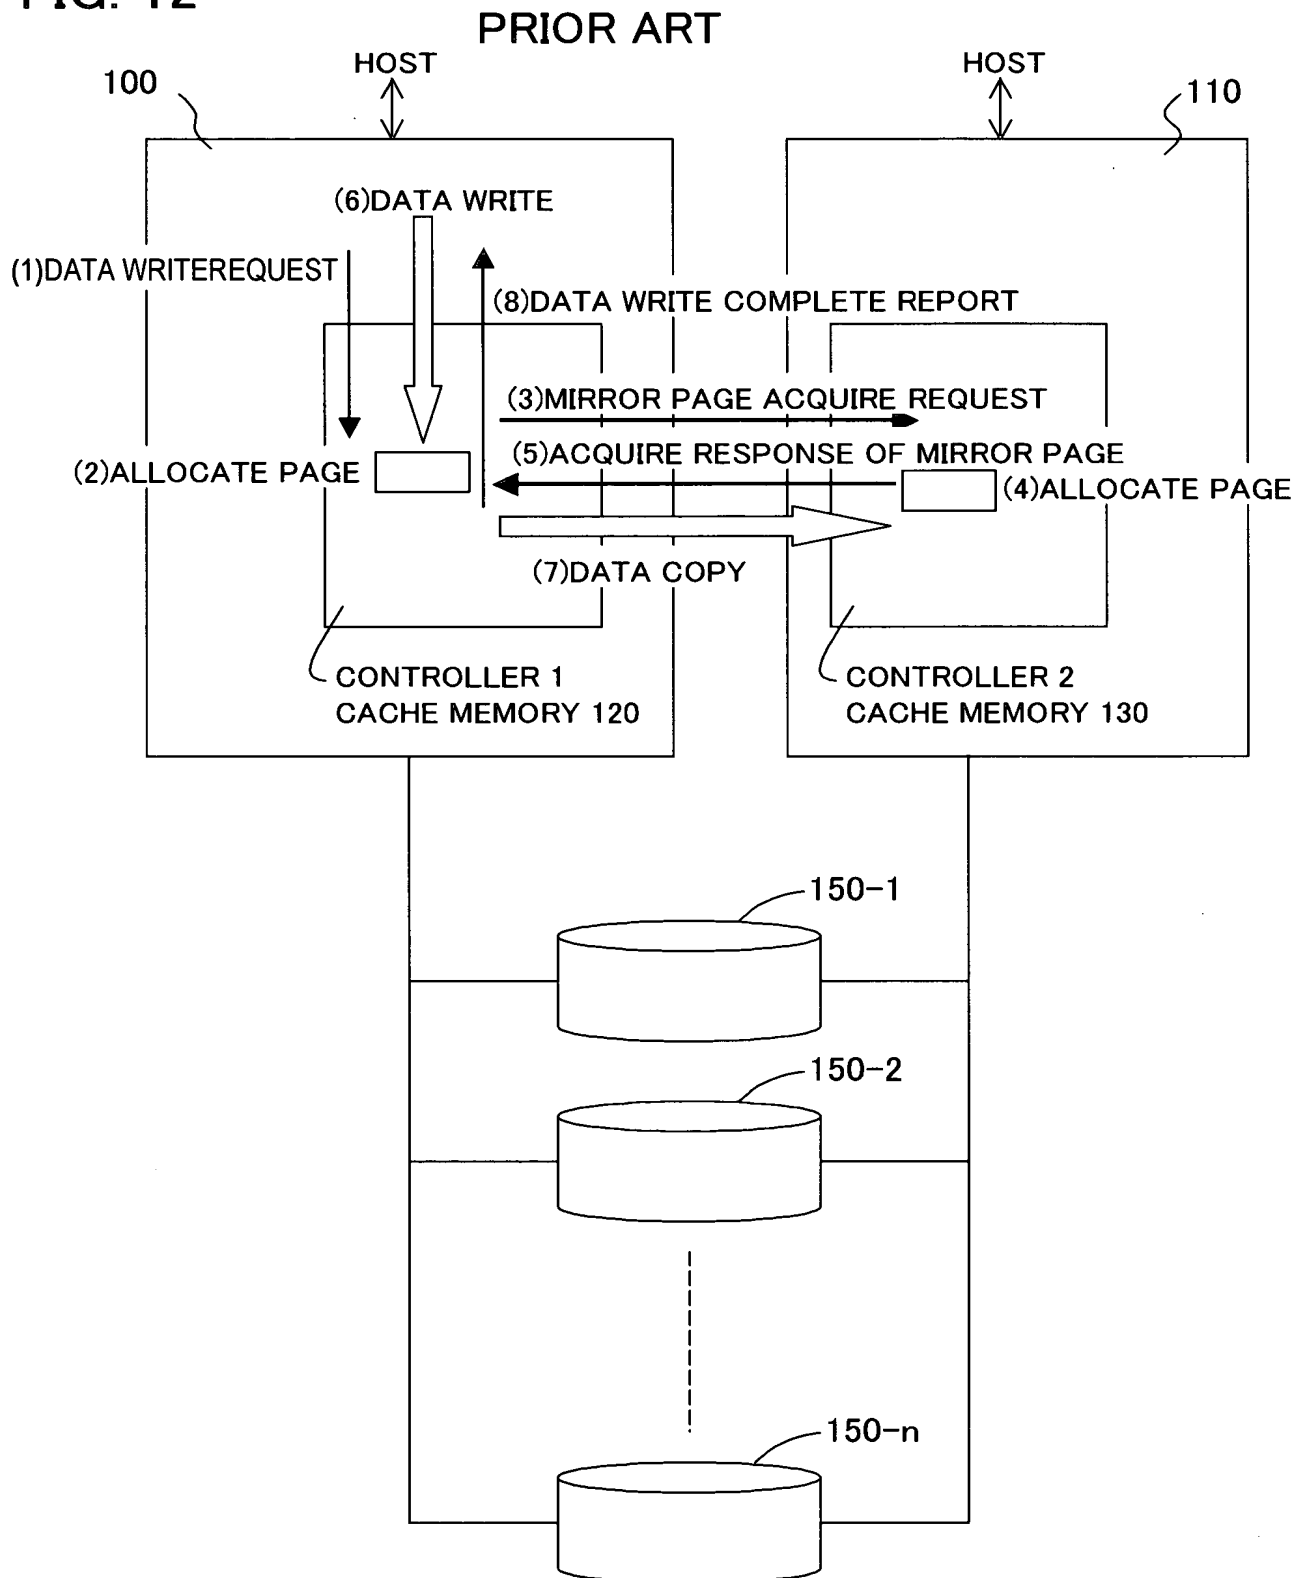 FIG. 12
PRIOR ART
HOST
HOST
100
110
(6)DATA WRITE
(1)DATA WRITEREQUEST
(8)DATA WRITE COMPLETE REPORT
(3)MIRROR PAGE ACQUIRE REQUEST
(5)ACQUIRE RESPONSE OF MIRROR PAGE
(2)ALLOCATE PAGE
(4)ALLOCATE PAGE
(7)DATA COPY
CONTROLLER 1
CACHE MEMORY 120
CONTROLLER 2
CACHE MEMORY 130
150-1
150-2
150-n